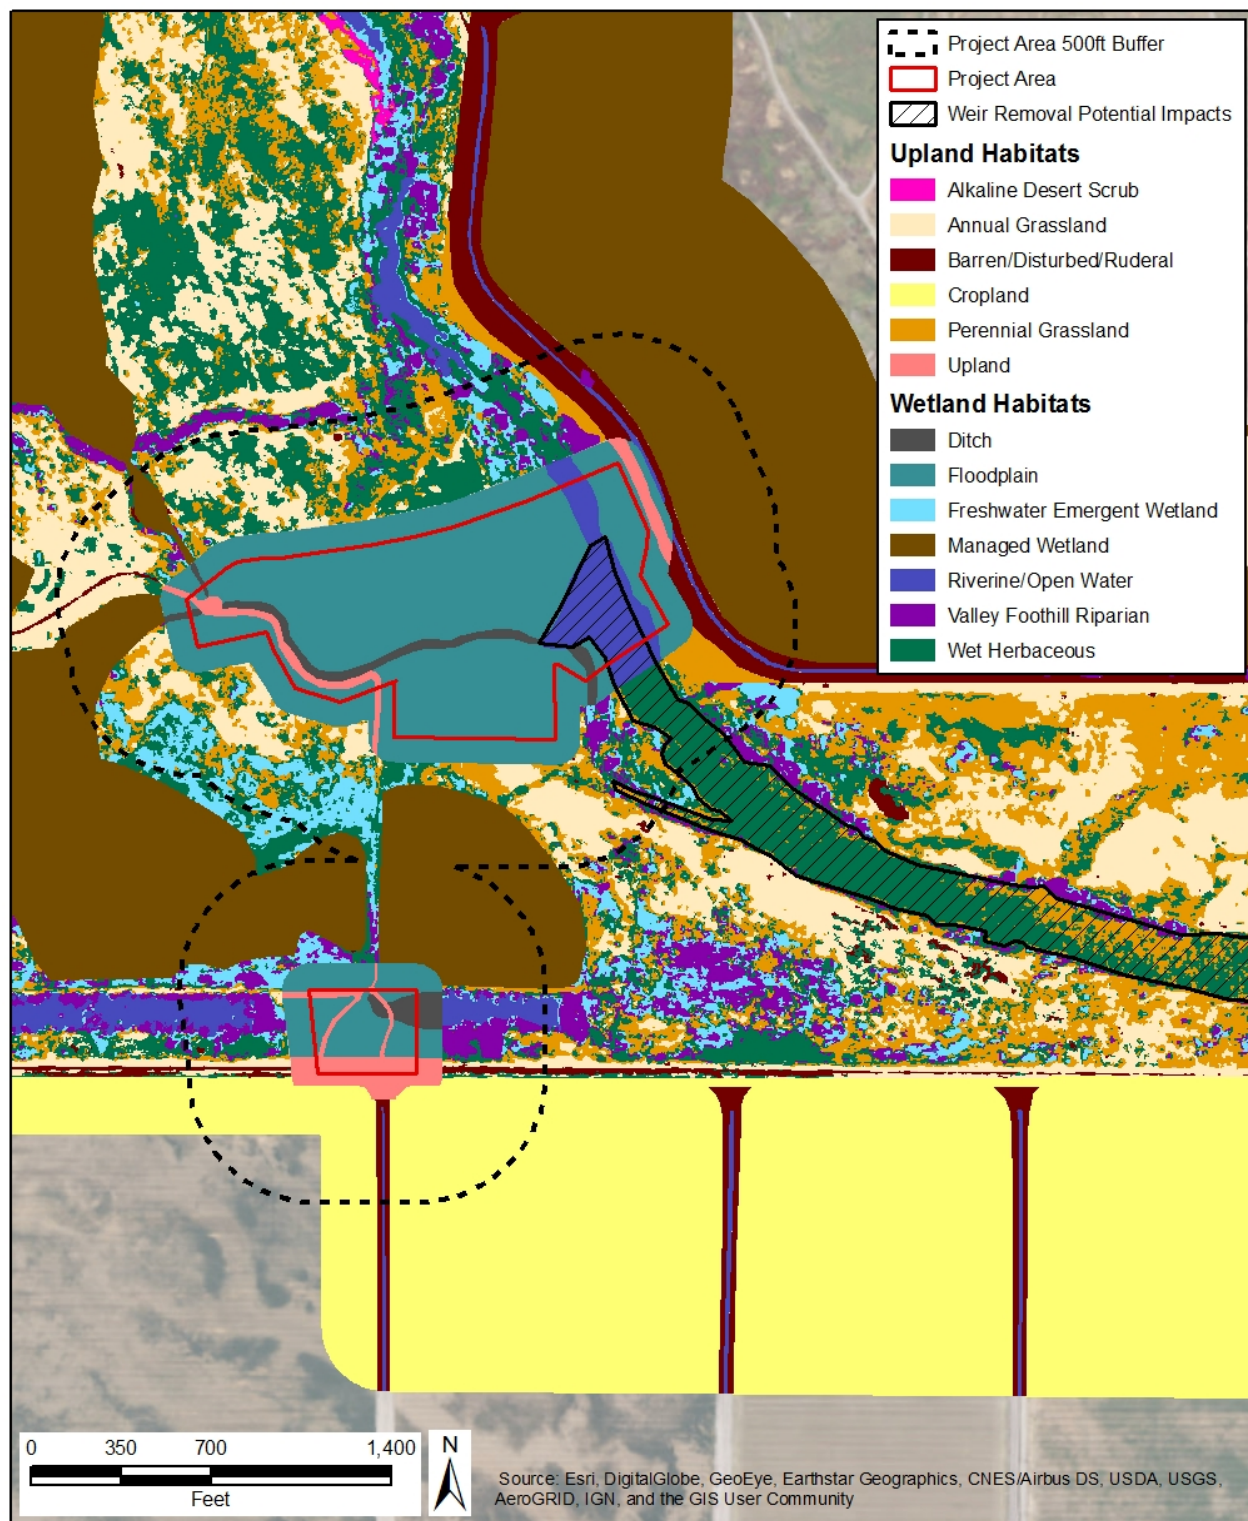 Project Area 500ft Buffer
Project Area
Weir Removal Potential Impacts
Upland Habitats
Alkaline Desert Scrub
Annual Grassland
Barren/Disturbed/Ruderal
Cropland
Perennial Grassland
Upland
Wetland Habitats
Ditch
Floodplain
Freshwater Emergent Wetland
Managed Wetland
Riverine/Open Water
Valley Foothill Riparian
Wet Herbaceous
0 350 700 1,400
Feet
N
Source: Esri, DigitalGlobe, GeoEye, Earthstar Geographics, CNES/Airbus DS, USDA, USGS,
AeroGRID, IGN, and the GIS User Community